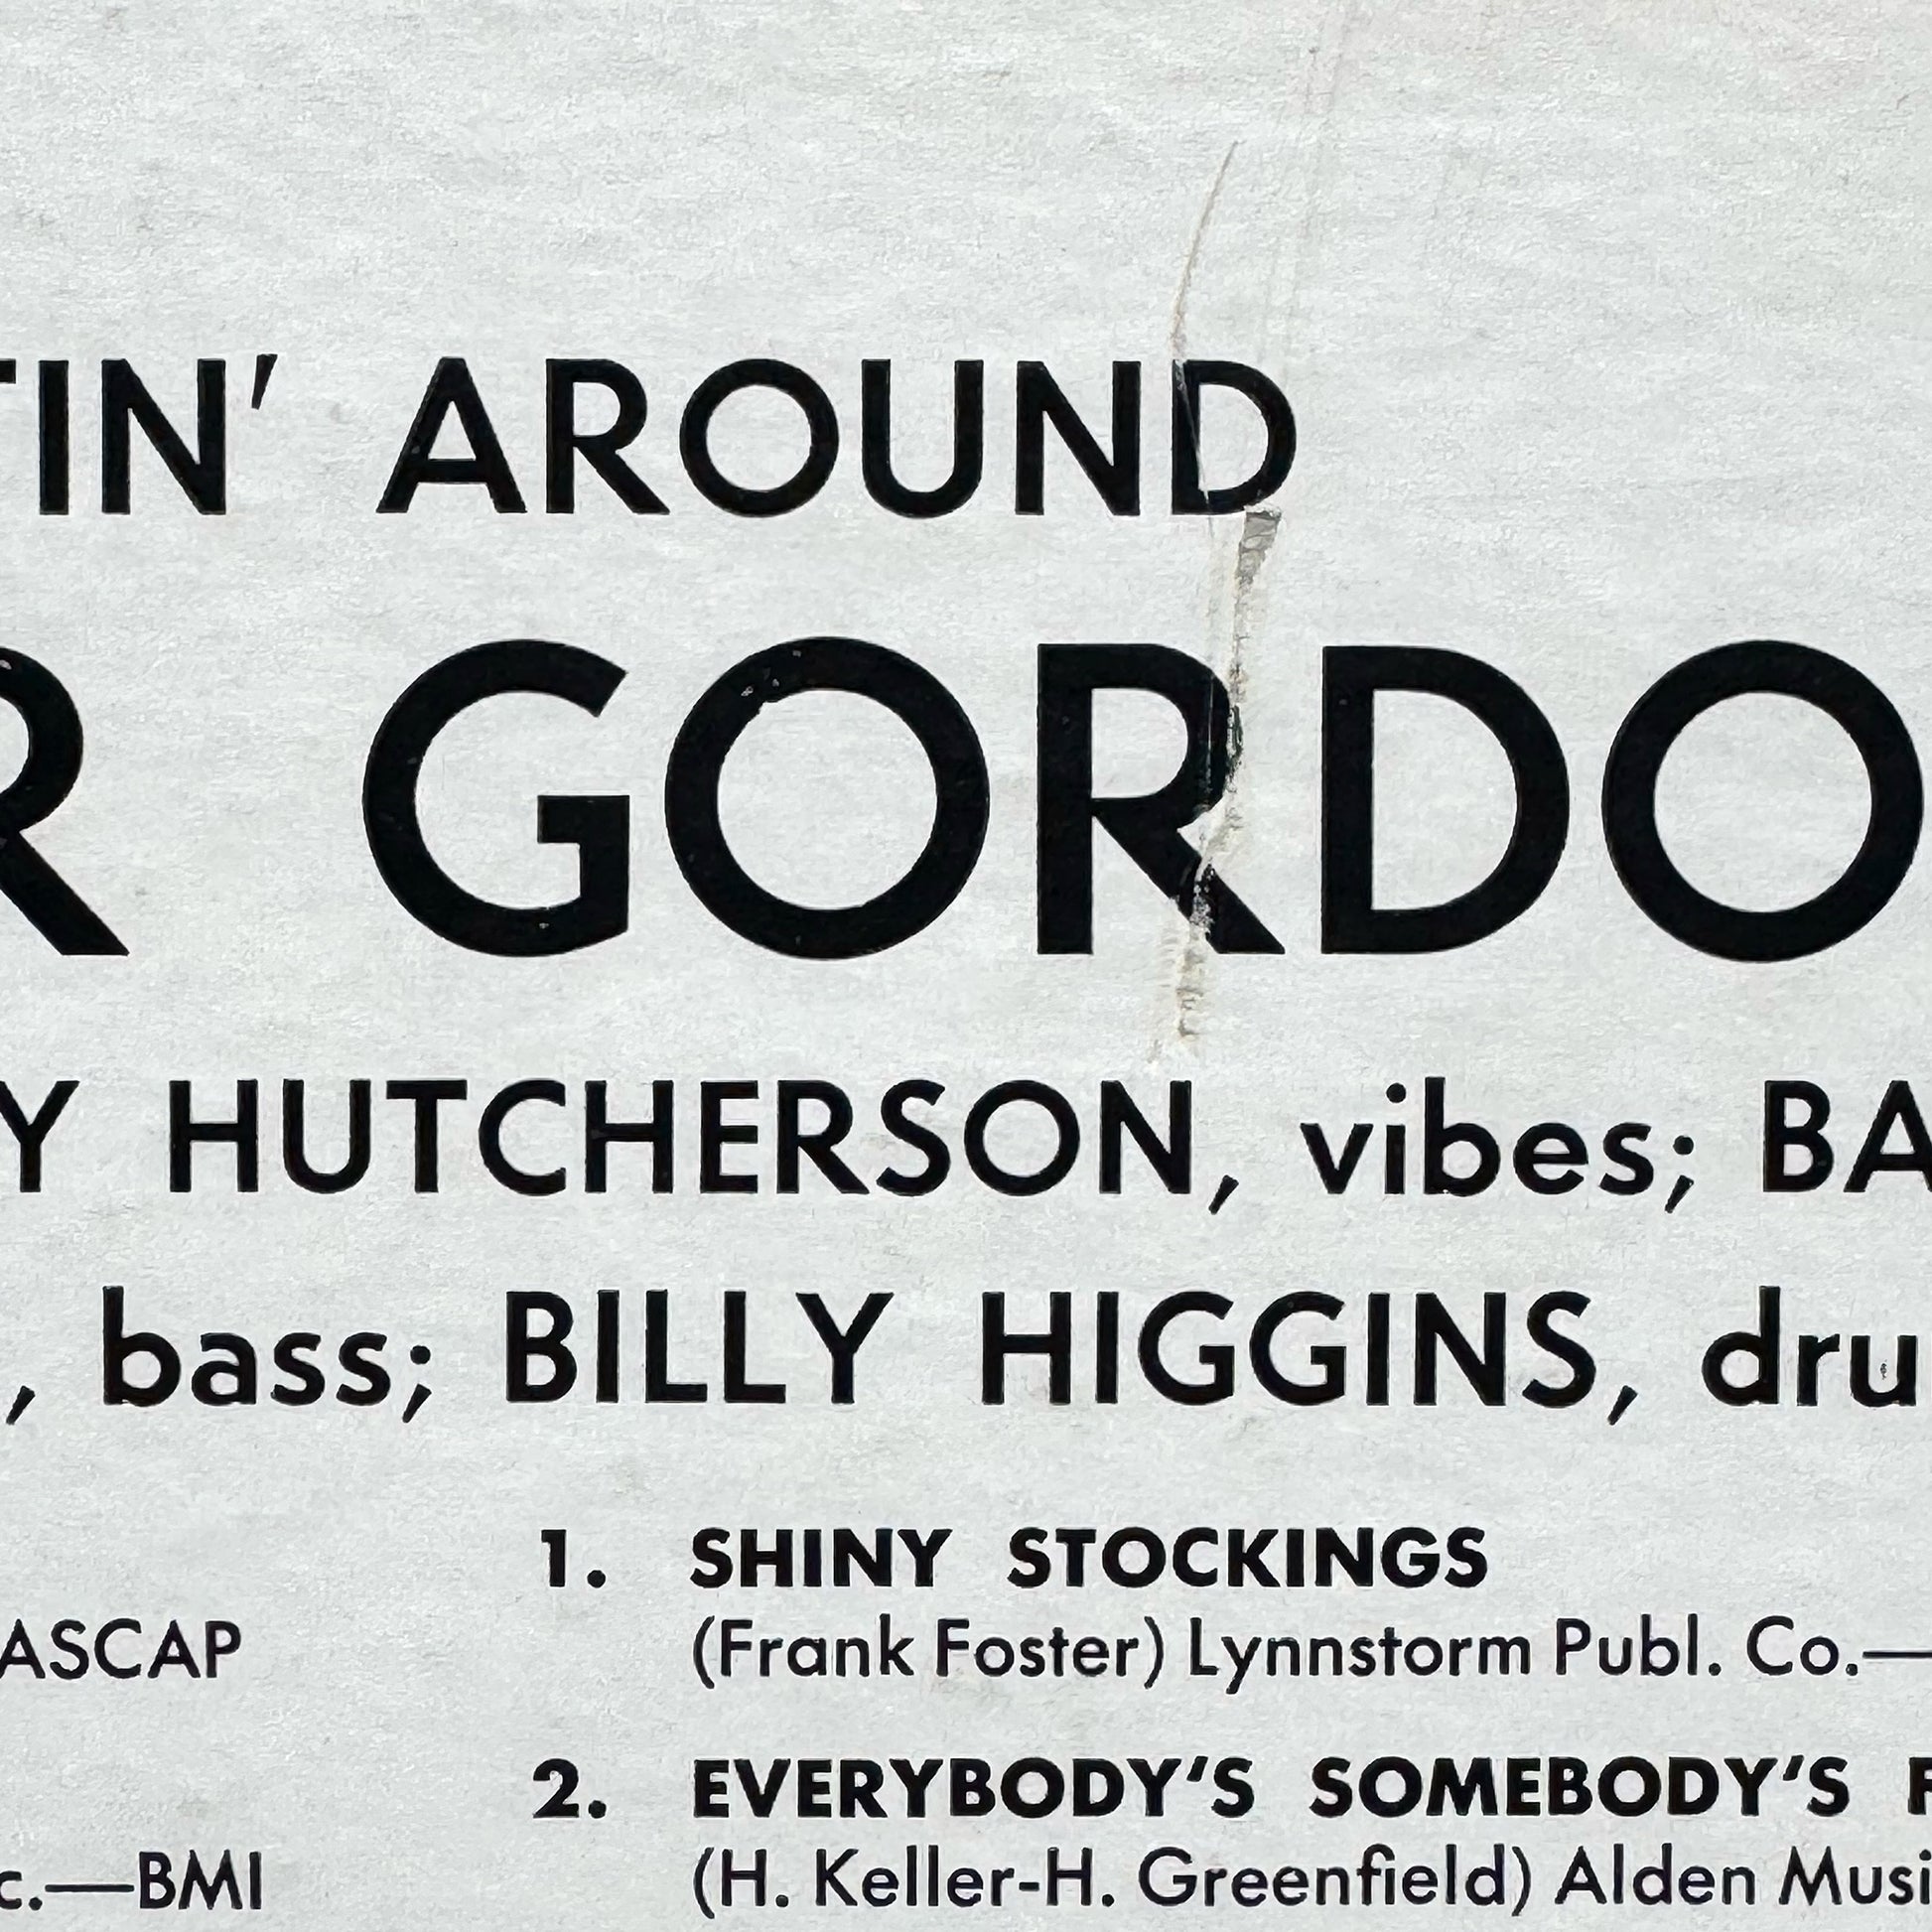 TIN' AROUND
R GORDO
Y HUTCHERSON, vibes; BA
, bass; BILLY HIGGINS, dru
1. SHINY STOCKINGS
ASCAP (Frank Foster) Lynnstorm Publ. Co.—
2. EVERYBODY'S SOMEBODY'S F
c.—BMI (H. Keller-H. Greenfield) Alden Musi